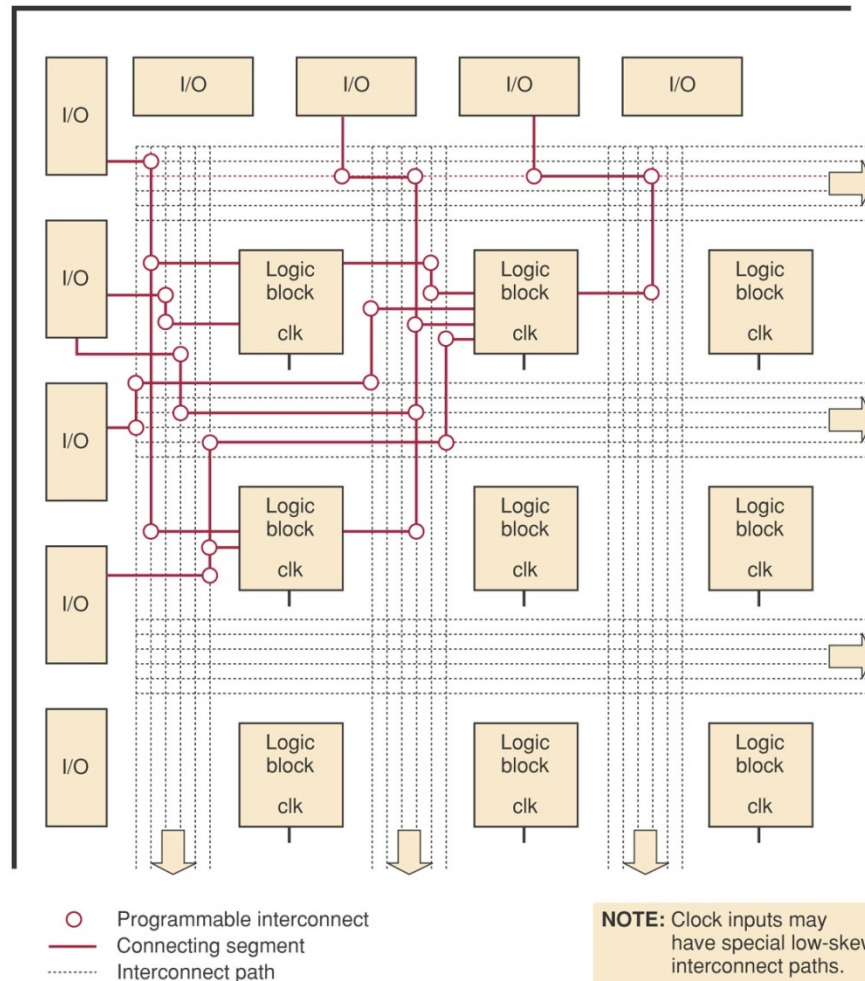 I/O
I/O
I/O
I/O
I/O
I/O
Logic
block
clk
Logic
block
clk
Logic
block
clk
I/O
Logic
block
clk
Logic
block
clk
Logic
block
clk
I/O
I/O
Logic
block
clk
Logic
block
clk
Logic
block
clk
Programmable interconnect
Connecting segment
Interconnect path
NOTE: Clock inputs may
have special low-skew
interconnect paths.